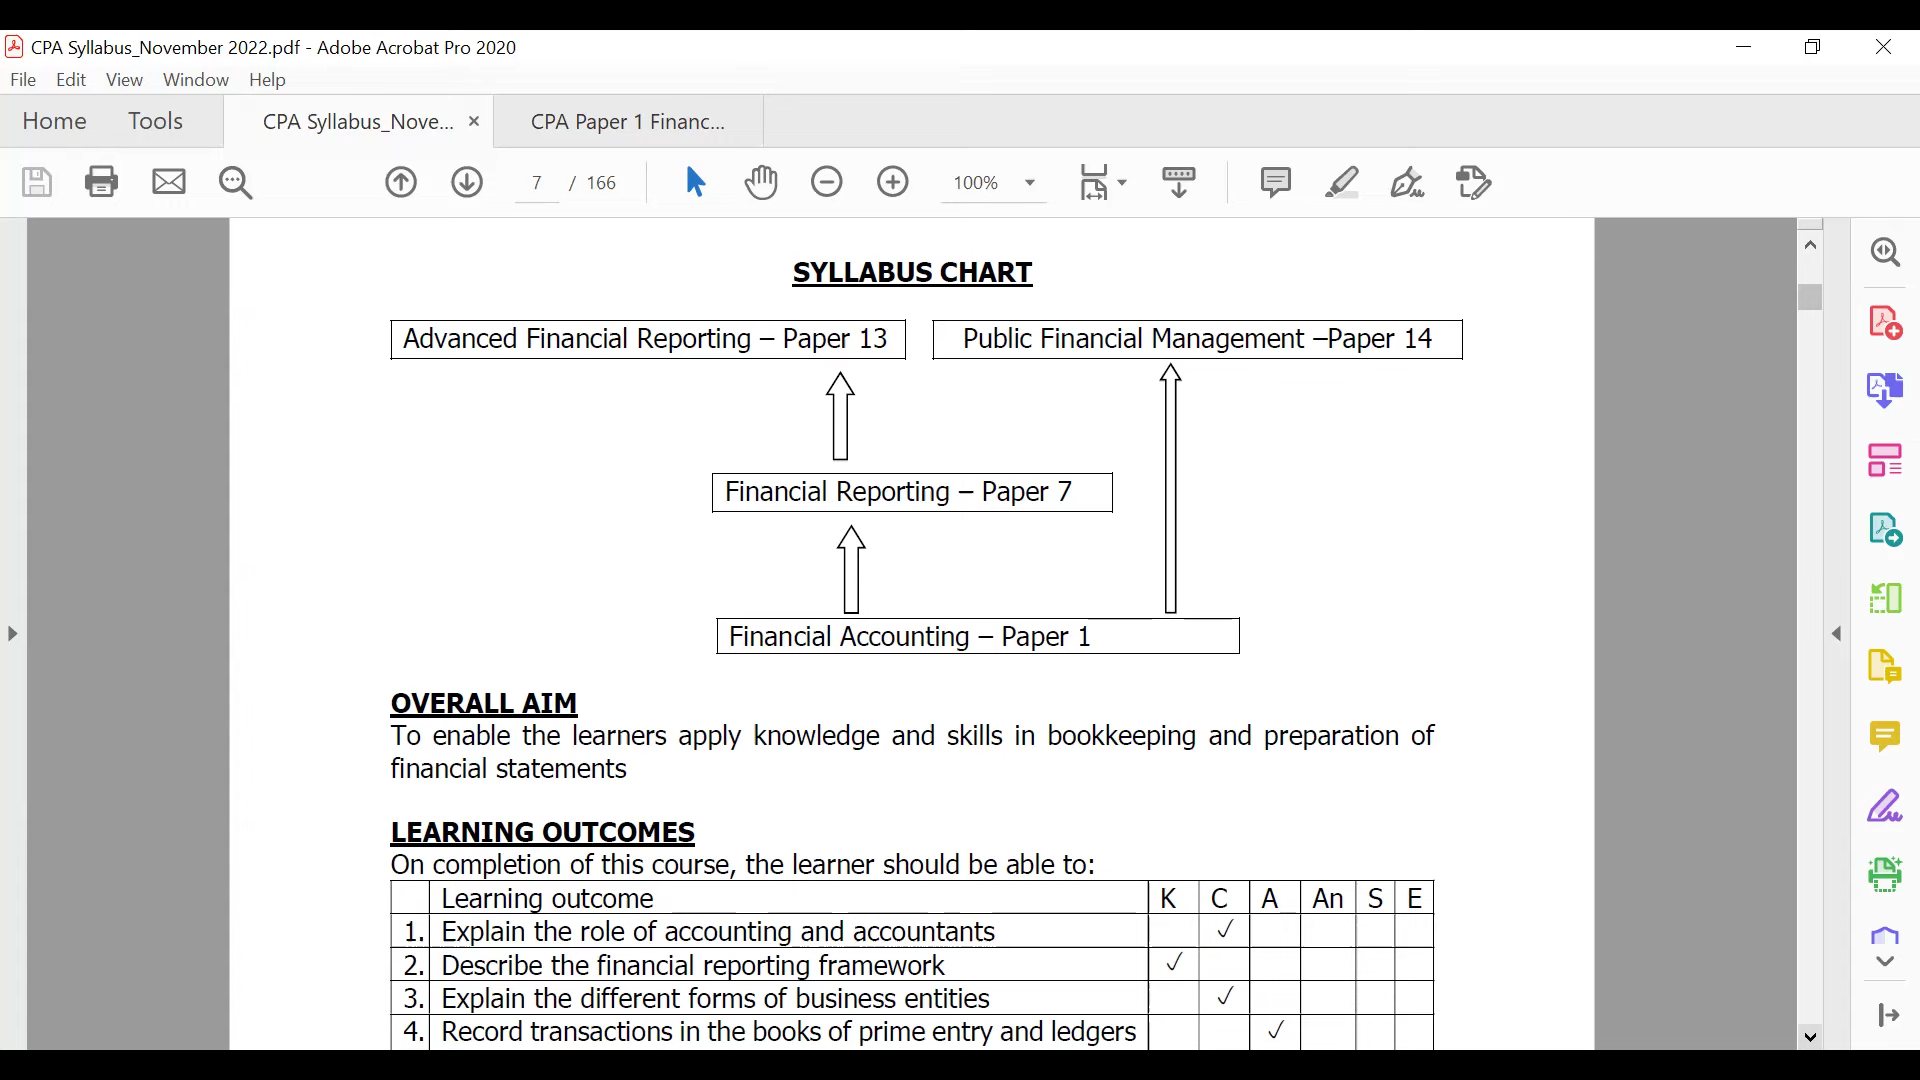 CPA Syllabus_November 2022.pdf - Adobe Acrobat Pro 2020
File Edit View Window Help
Home Tools CPA Syllabus_Nove... × CPA Paper 1 Financ...
7 / 166 100%
SYLLABUS CHART
Advanced Financial Reporting – Paper 13 Public Financial Management –Paper 14
Financial Reporting – Paper 7
Financial Accounting – Paper 1
OVERALL AIM
To enable the learners apply knowledge and skills in bookkeeping and preparation of
financial statements
LEARNING OUTCOMES
On completion of this course, the learner should be able to:
Learning outcome K C A An S E
1. Explain the role of accounting and accountants ✓
2. Describe the financial reporting framework ✓
3. Explain the different forms of business entities ✓
4. Record transactions in the books of prime entry and ledgers ✓